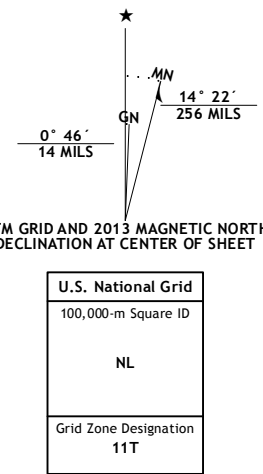 ★
MN
GN
14° 22´
256 MILS
0° 46´
14 MILS
TM GRID AND 2013 MAGNETIC NORTH
DECLINATION AT CENTER OF SHEET
U.S. National Grid
100,000-m Square ID
NL
Grid Zone Designation
11T